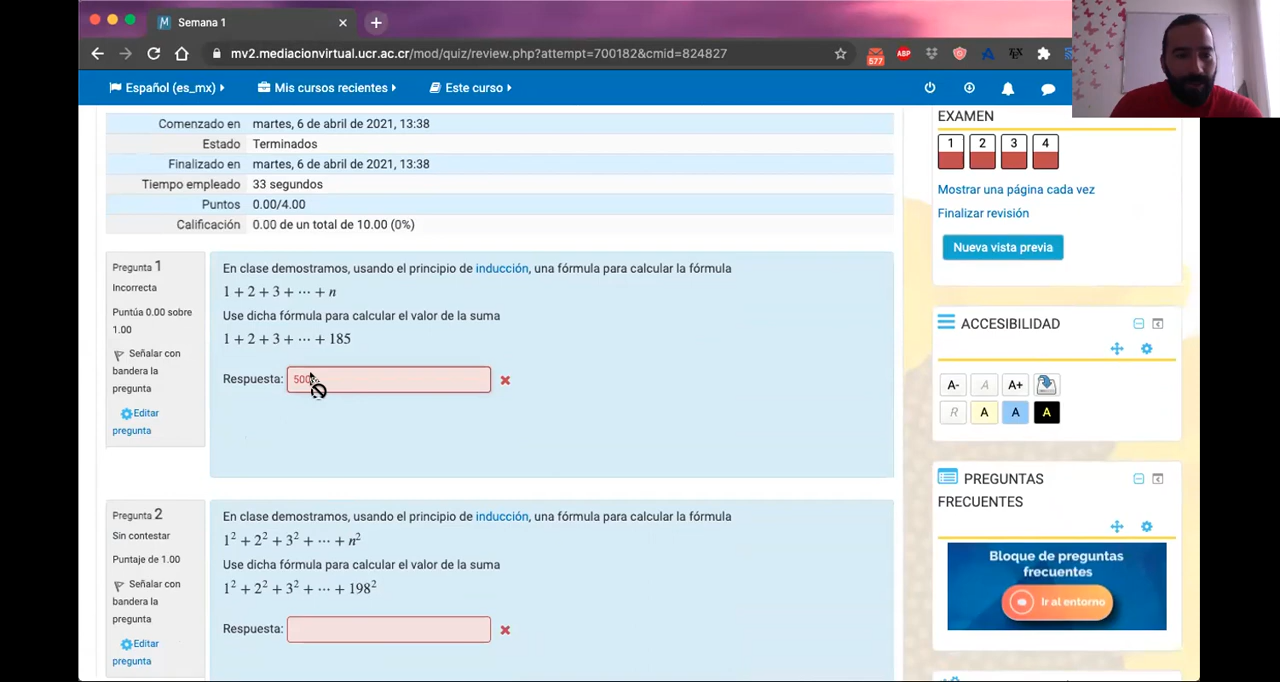 Semana 1
mv2.mediacionvirtual.ucr.ac.cr/mod/quiz/review.php?attempt=700182&cmid=824827
577
ABP
Español (es_mx)
Mis cursos recientes
Este curso
Comenzado en martes, 6 de abril de 2021, 13:38
Estado Terminados
Finalizado en martes, 6 de abril de 2021, 13:38
Tiempo empleado 33 segundos
Puntos 0.00/4.00
Calificación 0.00 de un total de 10.00 (0%)
Pregunta 1
Incorrecta
Puntúa 0.00 sobre
1.00
Señalar con
bandera la
pregunta
Editar
pregunta
En clase demostramos, usando el principio de inducción, una fórmula para calcular la fórmula
1 + 2 + 3 + ⋯ + n
Use dicha fórmula para calcular el valor de la suma
1 + 2 + 3 + ⋯ + 185
Respuesta:
Pregunta 2
Sin contestar
Puntaje de 1.00
Señalar con
bandera la
pregunta
Editar
pregunta
En clase demostramos, usando el principio de inducción, una fórmula para calcular la fórmula
1² + 2² + 3² + ⋯ + n²
Use dicha fórmula para calcular el valor de la suma
1² + 2² + 3² + ⋯ + 198²
Respuesta:
EXAMEN
1 2 3 4
Mostrar una página cada vez
Finalizar revisión
Nueva vista previa
ACCESIBILIDAD
A- A A+
R A A A
PREGUNTAS
FRECUENTES
Bloque de preguntas
frecuentes
Ir al entorno